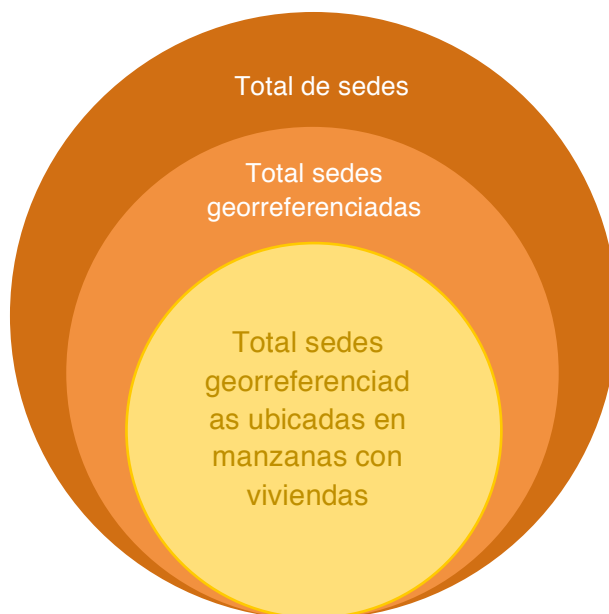 Total de sedes
Total sedes
georreferenciadas
Total sedes
georreferenciad
as ubicadas en
manzanas con
viviendas